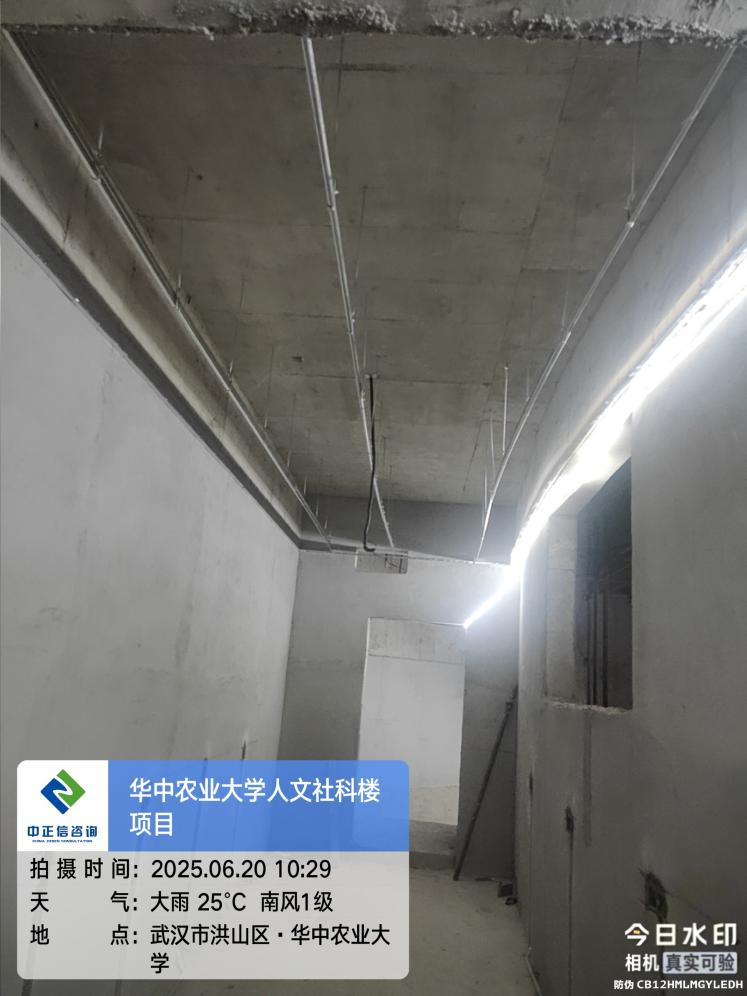 华中农业大学人文社科楼
项目
中正信咨询
CHINA ZEXIN CONSULTATION
拍摄时间：2025.06.20 10:29
天气：大雨 25℃ 南风1级
地点：武汉市洪山区·华中农业大
学
今日水印
相机 真实可验
防伪 CB12HMLMGYLEDH